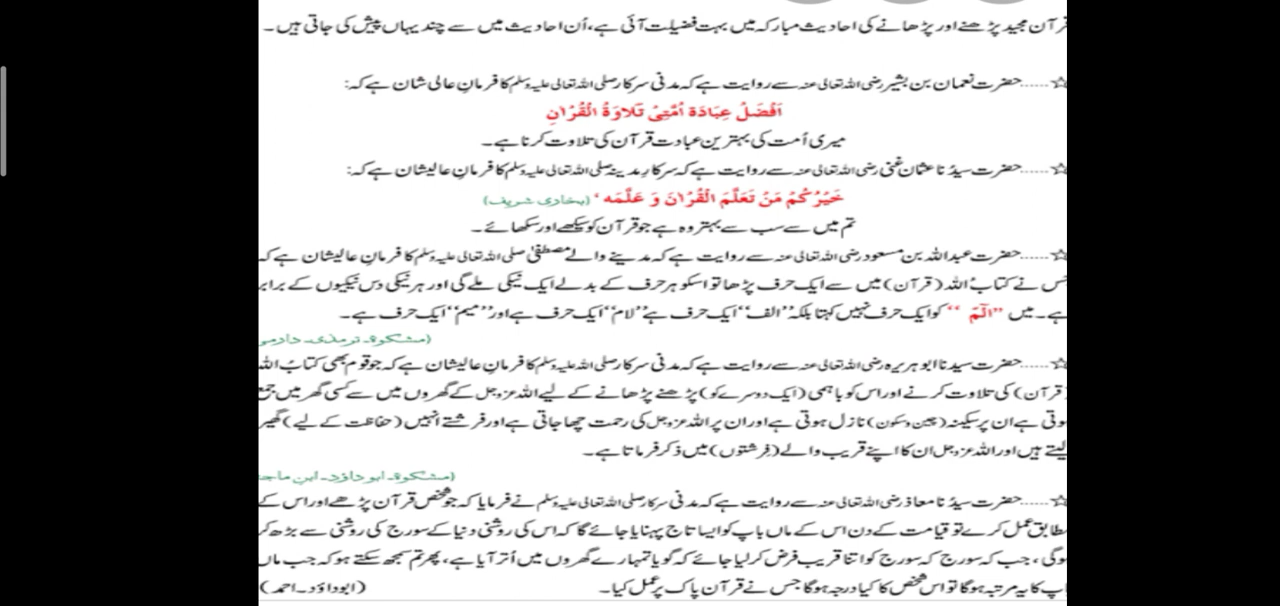 قرآن مجید پڑھنے اور پڑھانے کی احادیث مبارکہ میں بہت فضیلت آئی ہے، اُن احادیث میں سے چند یہاں پیش کی جاتی ہیں۔
☆......حضرت نعمان بن بشیر رضی اللہ تعالیٰ عنہ سے روایت ہے کہ مدنی سرکار صلی اللہ تعالیٰ علیہ وسلم کا فرمانِ عالی شان ہے کہ:
اَفْضَلُ عِبَادَة اُمَّتِیْ تَلَاوَةُ الْقُرْاٰنِ
میری اُمت کی بہترین عبادت قرآن کی تلاوت کرنا ہے۔
☆......حضرت سیدُنا عثمان غنی رضی اللہ تعالیٰ عنہ سے روایت ہے کہ سرکارِ مدینہ صلی اللہ تعالیٰ علیہ وسلم کا فرمانِ عالیشان ہے کہ:
خَیْرُکُمْ مَنْ تَعَلَّمَ الْقُرْاٰنَ وَ عَلَّمَه ‘ (بخاری شریف)
تم میں سے سب سے بہتر وہ ہے جو قرآن کو سیکھے اور سکھائے۔
☆......حضرت عبداللہ بن مسعود رضی اللہ تعالیٰ عنہ سے روایت ہے کہ مدینے والے مصطفیٰ صلی اللہ تعالیٰ علیہ وسلم کا فرمانِ عالیشان ہے کہ
جس نے کتابُ اللہ (قرآن) میں سے ایک حرف پڑھا تو اسکو ہر حرف کے بدلے ایک نیکی ملے گی اور ہر نیکی دس نیکیوں کے برابر
ہے۔ میں ’’الٓمّٓ‘‘ کو ایک حرف نہیں کہتا بلکہ ’’الف‘‘ ایک حرف ہے ’’لام‘‘ ایک حرف ہے اور ’’میم‘‘ ایک حرف ہے۔
(مشکوۃ۔ ترمذی۔ دارمی
☆......حضرت سیدنا ابو ہریرہ رضی اللہ تعالیٰ عنہ سے روایت ہے کہ مدنی سرکار صلی اللہ تعالیٰ علیہ وسلم کا فرمانِ عالیشان ہے کہ جو قوم بھی کتابُ اللہ
(قرآن) کی تلاوت کرنے اور اس کو باہمی (ایک دوسرے کو) پڑھنے پڑھانے کے لیے اللہ عزوجل کے گھروں میں سے کسی گھر میں جمع
ہوتی ہے ان پر سکینہ (چین و سکون) نازل ہوتی ہے اور ان پر اللہ عزوجل کی رحمت چھا جاتی ہے اور فرشتے انہیں (حفاظت کے لیے) گھیر
لیتے ہیں اور اللہ عزوجل ان کا اپنے قریب والے (فرشتوں) میں ذکر فرماتا ہے۔
(مشکوۃ۔ ابو داؤد۔ ابنِ ماجہ
☆......حضرت سیدُنا معاذ رضی اللہ تعالیٰ عنہ سے روایت ہے کہ مدنی سرکار صلی اللہ تعالیٰ علیہ وسلم نے فرمایا کہ جو شخص قرآن پڑھے اور اس کے
مطابق عمل کرے تو قیامت کے دن اس کے ماں باپ کو ایسا تاج پہنایا جائے گا کہ اس کی روشنی دنیا کے سورج کی روشنی سے بڑھ کر
ہوگی، جب کہ سورج کہ سورج کو اتنا قریب فرض کر لیا جائے کہ گویا تمہارے گھروں میں اُتر آیا ہے، پھر تم سمجھ سکتے ہو کہ جب ماں
باپ کا یہ مرتبہ ہوگا تو اس شخص کا کیا درجہ ہوگا جس نے قرآن پاک پر عمل کیا۔ (ابوداؤد۔ احمد)